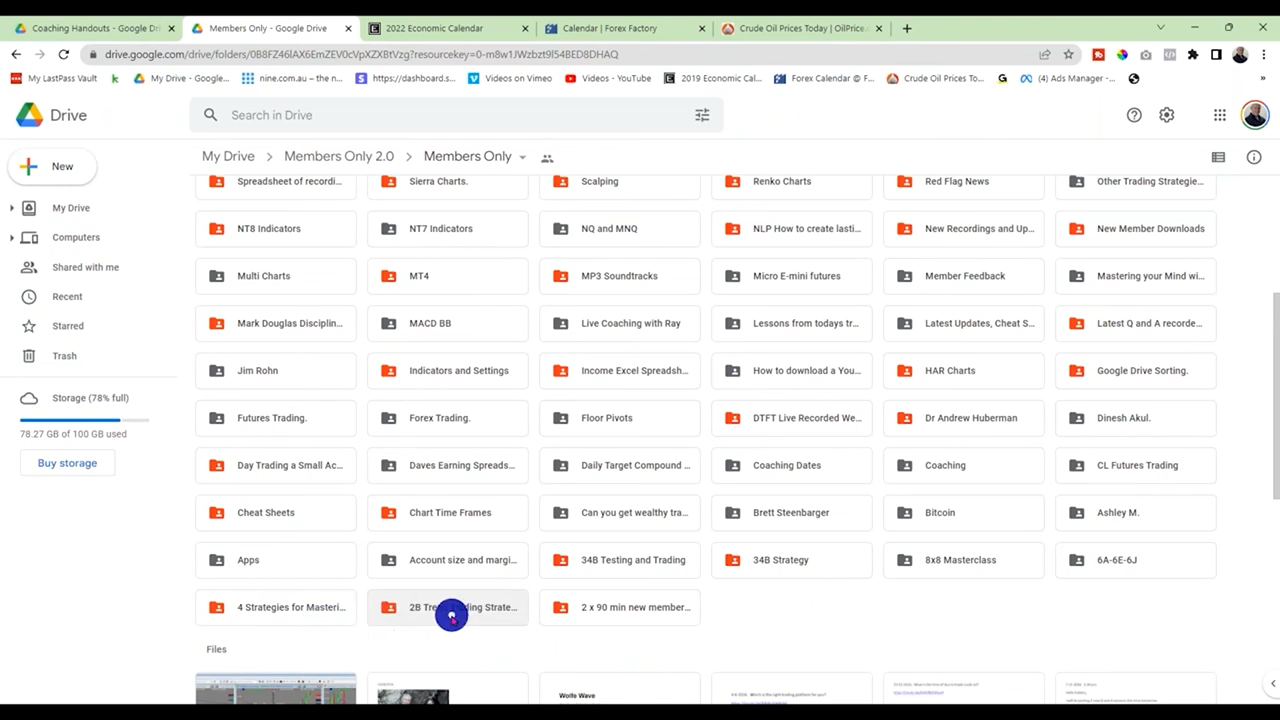 Coaching Handouts - Google Dri
Members Only - Google Drive
2022 Economic Calendar
Calendar | Forex Factory
Crude Oil Prices Today | OilPrice.
drive.google.com/drive/folders/0B8FZ46lAX6EmZEV0cVpXZXBtVzg?resourcekey=0-m8w1JWzbzt9l54BED8DHAQ
My LastPass Vault
My Drive - Google...
nine.com.au – the n...
https://dashboard.s...
Videos on Vimeo
Videos - YouTube
2019 Economic Cal...
Forex Calendar @ F...
Crude Oil Prices To...
(4) Ads Manager -...
Drive
Search in Drive
New
My Drive > Members Only 2.0 > Members Only
My Drive
Computers
Shared with me
Recent
Starred
Trash
Storage (78% full)
78.27 GB of 100 GB used
Buy storage
Spreadsheet of recordi... Sierra Charts. Scalping Renko Charts Red Flag News Other Trading Strategie...
NT8 Indicators NT7 Indicators NQ and MNQ NLP How to create lasti... New Recordings and Up... New Member Downloads
Multi Charts MT4 MP3 Soundtracks Micro E-mini futures Member Feedback Mastering your Mind wi...
Mark Douglas Disciplin... MACD BB Live Coaching with Ray Lessons from todays tr... Latest Updates, Cheat S... Latest Q and A recorde...
Jim Rohn Indicators and Settings Income Excel Spreadsh... How to download a You... HAR Charts Google Drive Sorting.
Futures Trading. Forex Trading. Floor Pivots DTFT Live Recorded We... Dr Andrew Huberman Dinesh Akul.
Day Trading a Small Ac... Daves Earning Spreads... Daily Target Compound ... Coaching Dates Coaching CL Futures Trading
Cheat Sheets Chart Time Frames Can you get wealthy tra... Brett Steenbarger Bitcoin Ashley M.
Apps Account size and margi... 34B Testing and Trading 34B Strategy 8x8 Masterclass 6A-6E-6J
4 Strategies for Masteri... 2B Strate... 2 x 90 min new member...
Files
Wolfe Wave